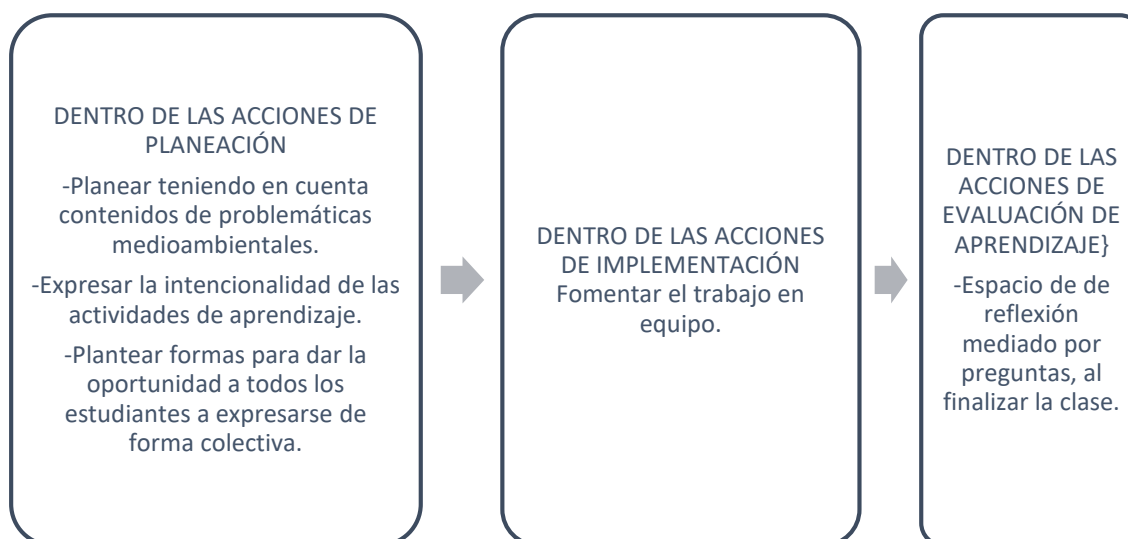 DENTRO DE LAS ACCIONES DE
PLANEACIÓN
-Planear teniendo en cuenta
contenidos de problemáticas
medioambientales.
-Expresar la intencionalidad de las
actividades de aprendizaje.
-Plantear formas para dar la
oportunidad a todos los
estudiantes a expresarse de
forma colectiva.
DENTRO DE LAS ACCIONES
DE IMPLEMENTACIÓN
Fomentar el trabajo en
equipo.
DENTRO DE LAS
ACCIONES DE
EVALUACIÓN DE
APRENDIZAJE}
-Espacio de de
reflexión
mediado por
preguntas, al
finalizar la clase.